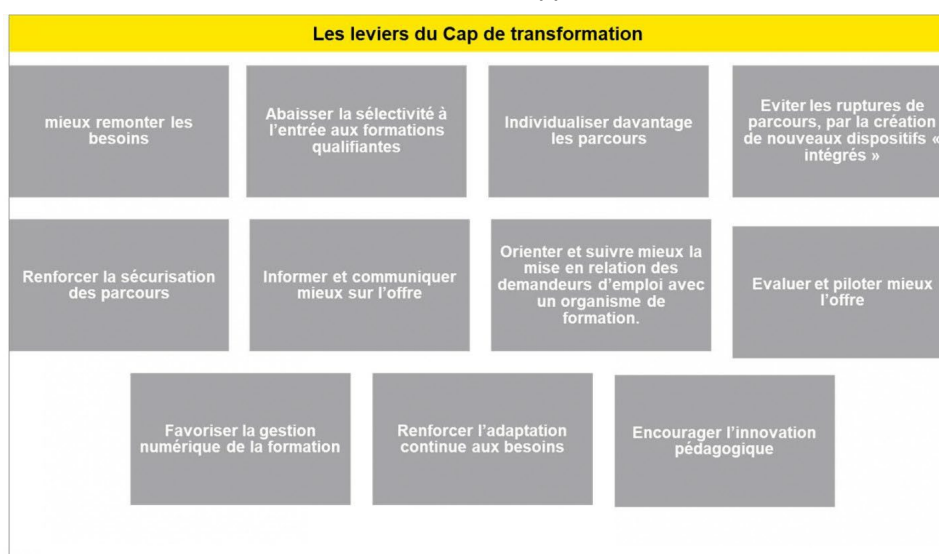 Les leviers du Cap de transformation
mieux remonter les
besoins
Abaisser la sélectivité à
l'entrée aux formations
qualifiantes
Individualiser davantage
les parcours
Eviter les ruptures de
parcours, par la création
de nouveaux dispositifs «
intégrés »
Renforcer la sécurisation
des parcours
Informer et communiquer
mieux sur l'offre
Orienter et suivre mieux la
mise en relation des
demandeurs d'emploi avec
un organisme de
formation.
Evaluer et piloter mieux
l'offre
Favoriser la gestion
numérique de la formation
Renforcer l'adaptation
continue aux besoins
Encourager l'innovation
pédagogique